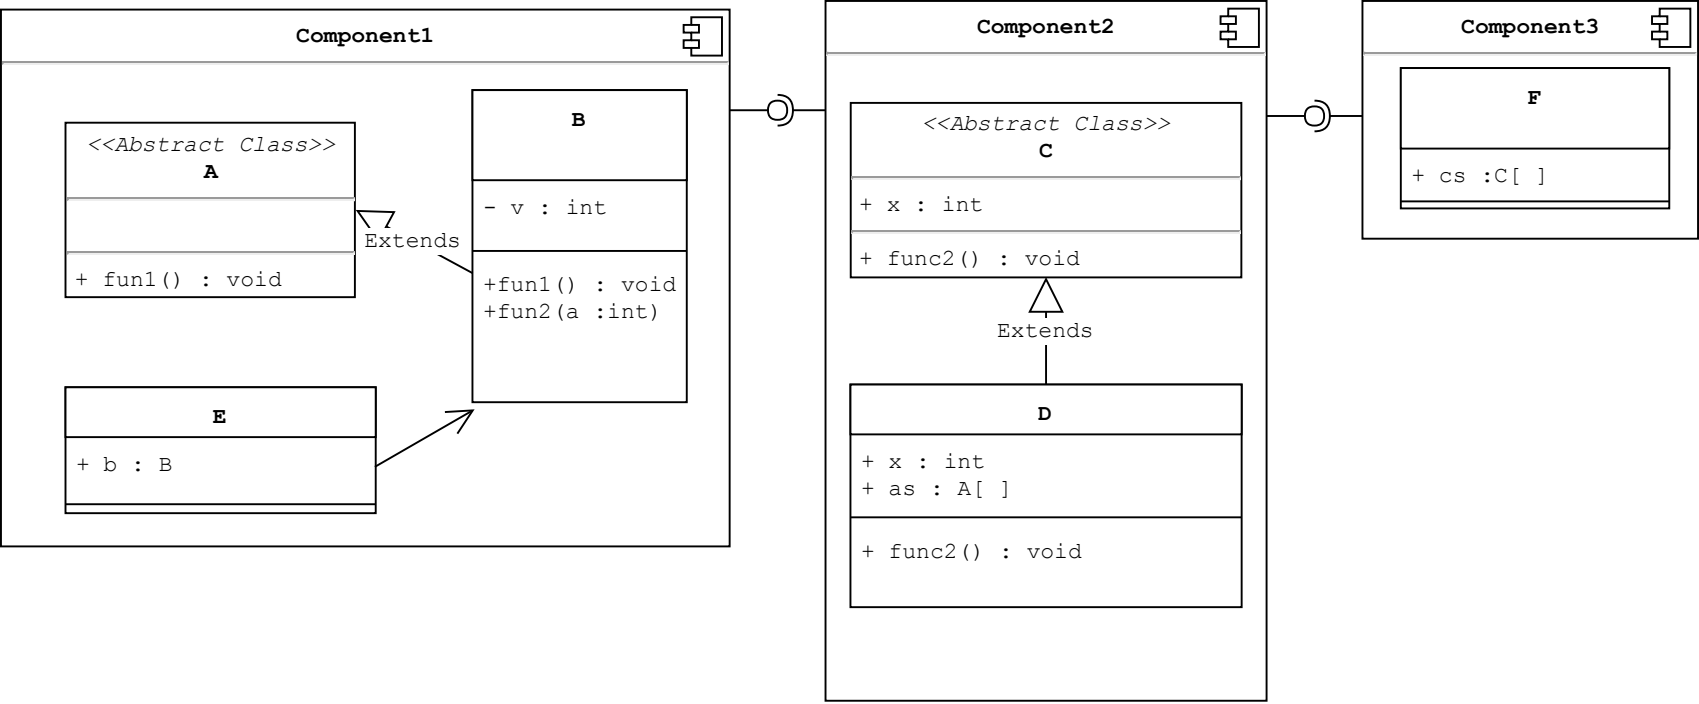 Component1
<<Abstract Class>>
A
+ fun1() : void
Extends
B
- v : int
+fun1() : void
+fun2(a :int)
E
+ b : B
Component2
<<Abstract Class>>
C
+ x : int
+ func2() : void
Extends
D
+ x : int
+ as : A[ ]
+ func2() : void
Component3
F
+ cs :C[ ]